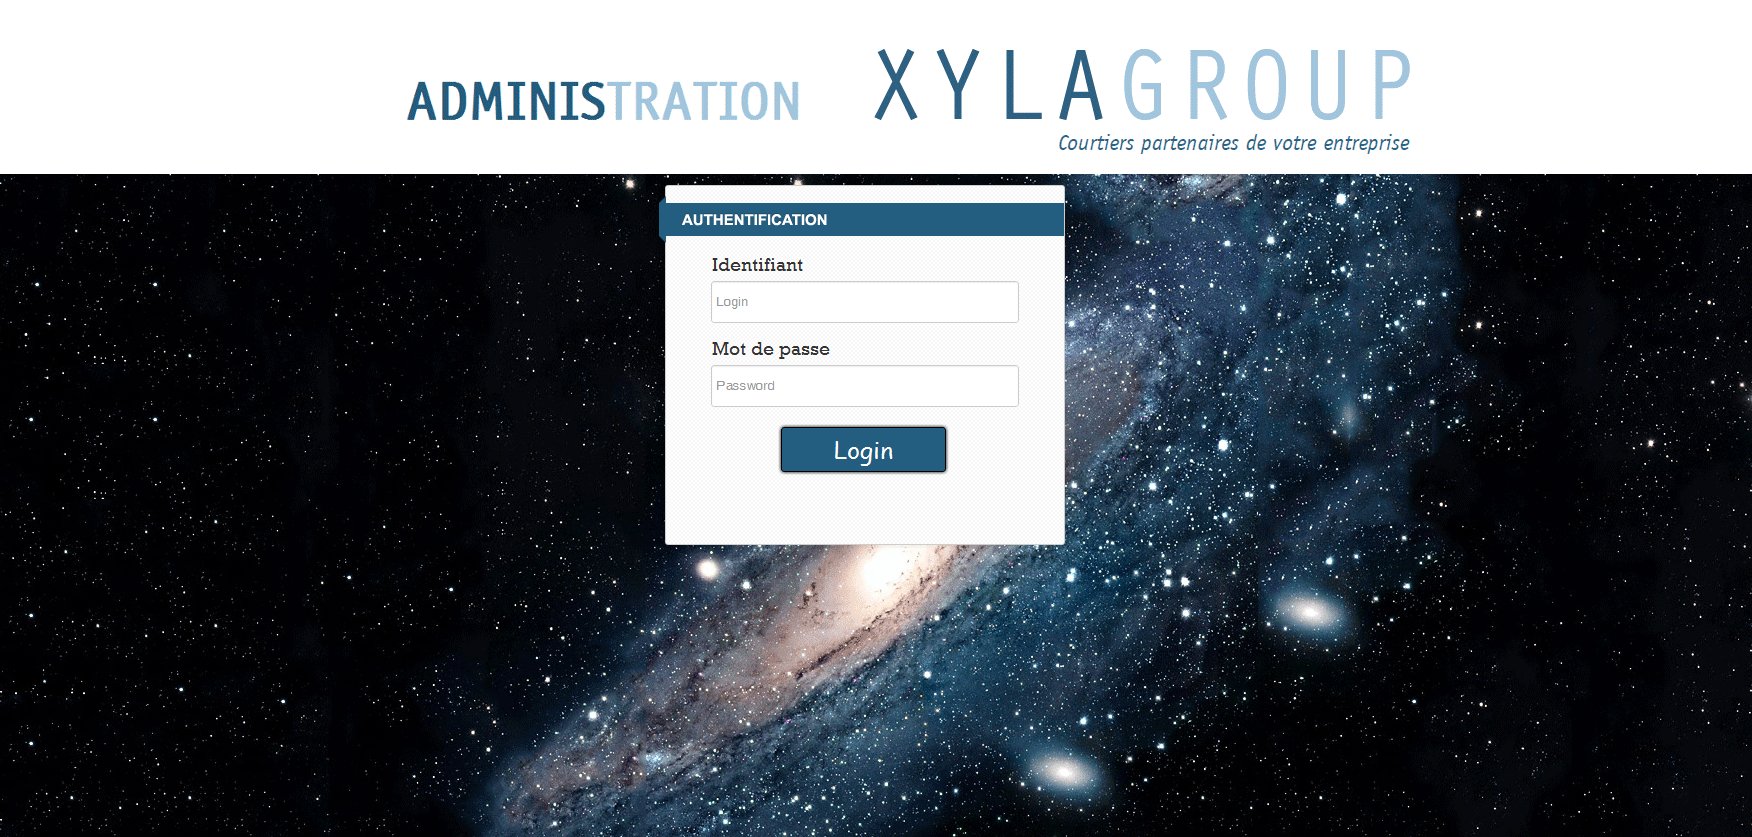 ADMINISTRATION
XYLAGROUP
Courtiers partenaires de votre entreprise
AUTHENTIFICATION
Identifiant
Login
Mot de passe
Password
Login